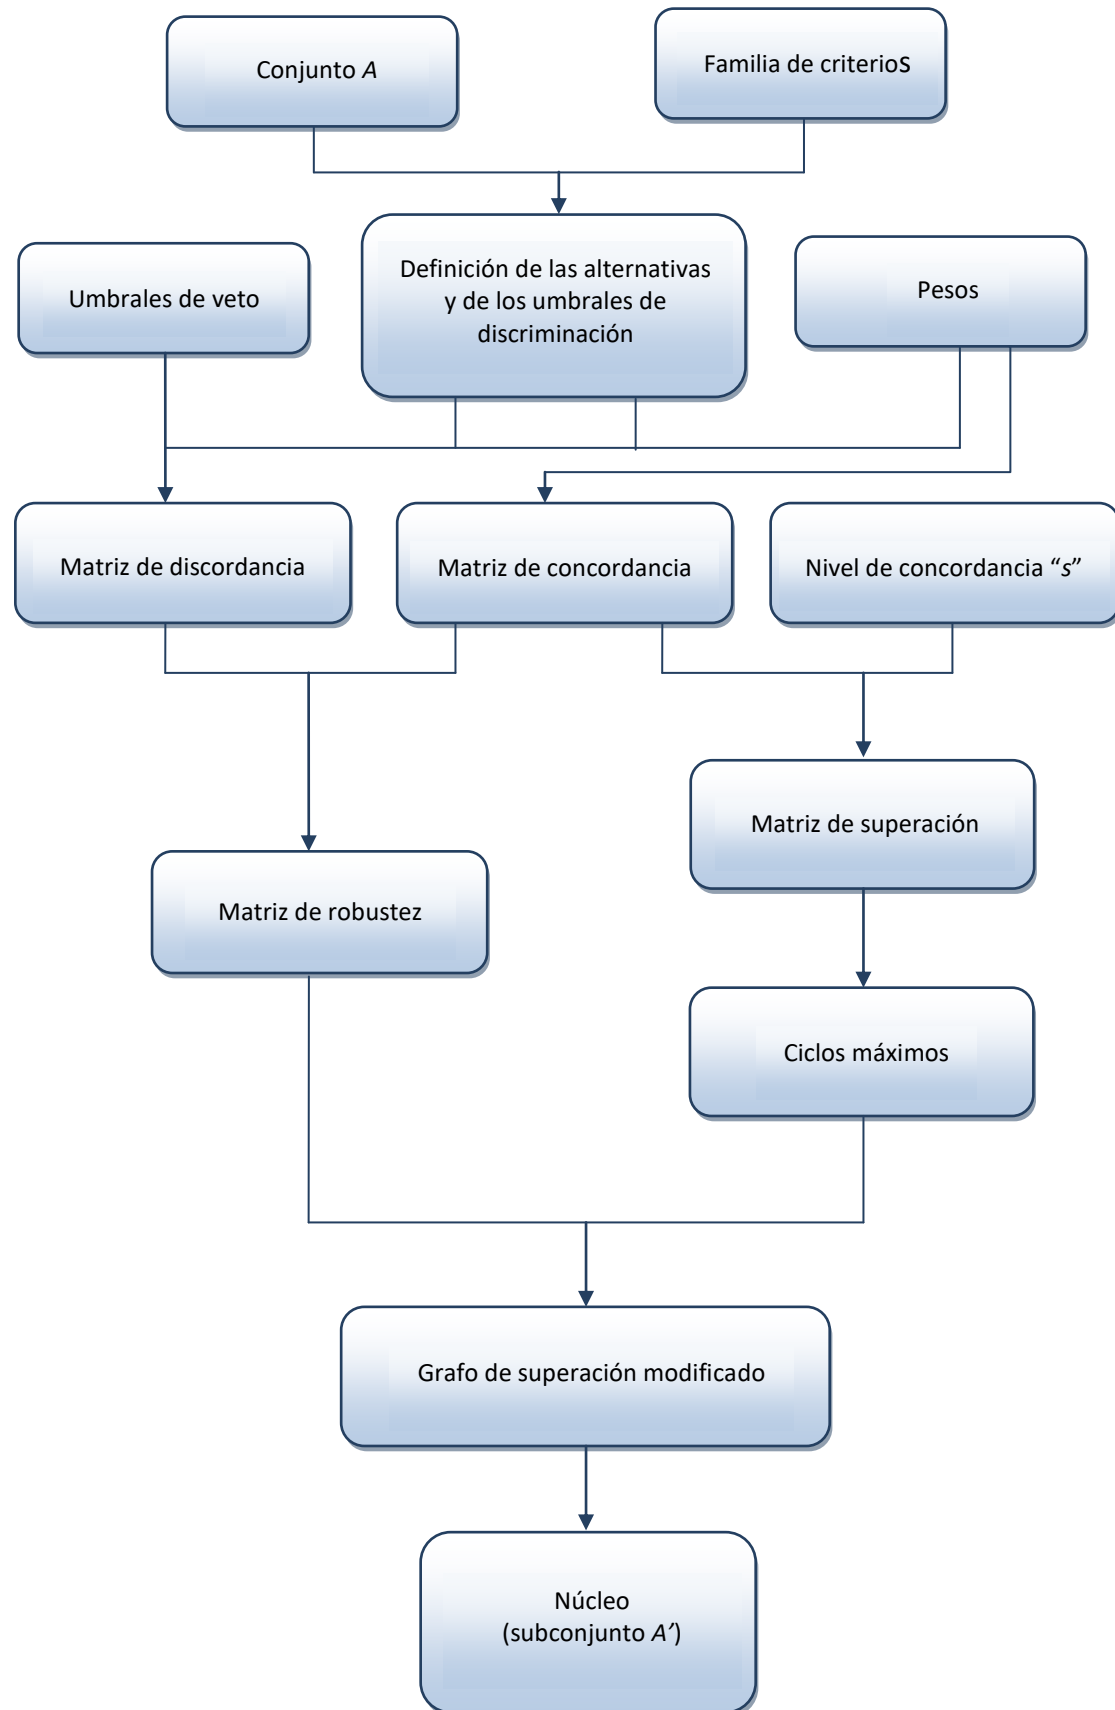 Conjunto A
Familia de criterios
Umbrales de veto
Definición de las alternativas
y de los umbrales de
discriminación
Pesos
Matriz de discordancia
Matriz de concordancia
Nivel de concordancia “s”
Matriz de superación
Matriz de robustez
Ciclos máximos
Grafo de superación modificado
Núcleo
(subconjunto A’)